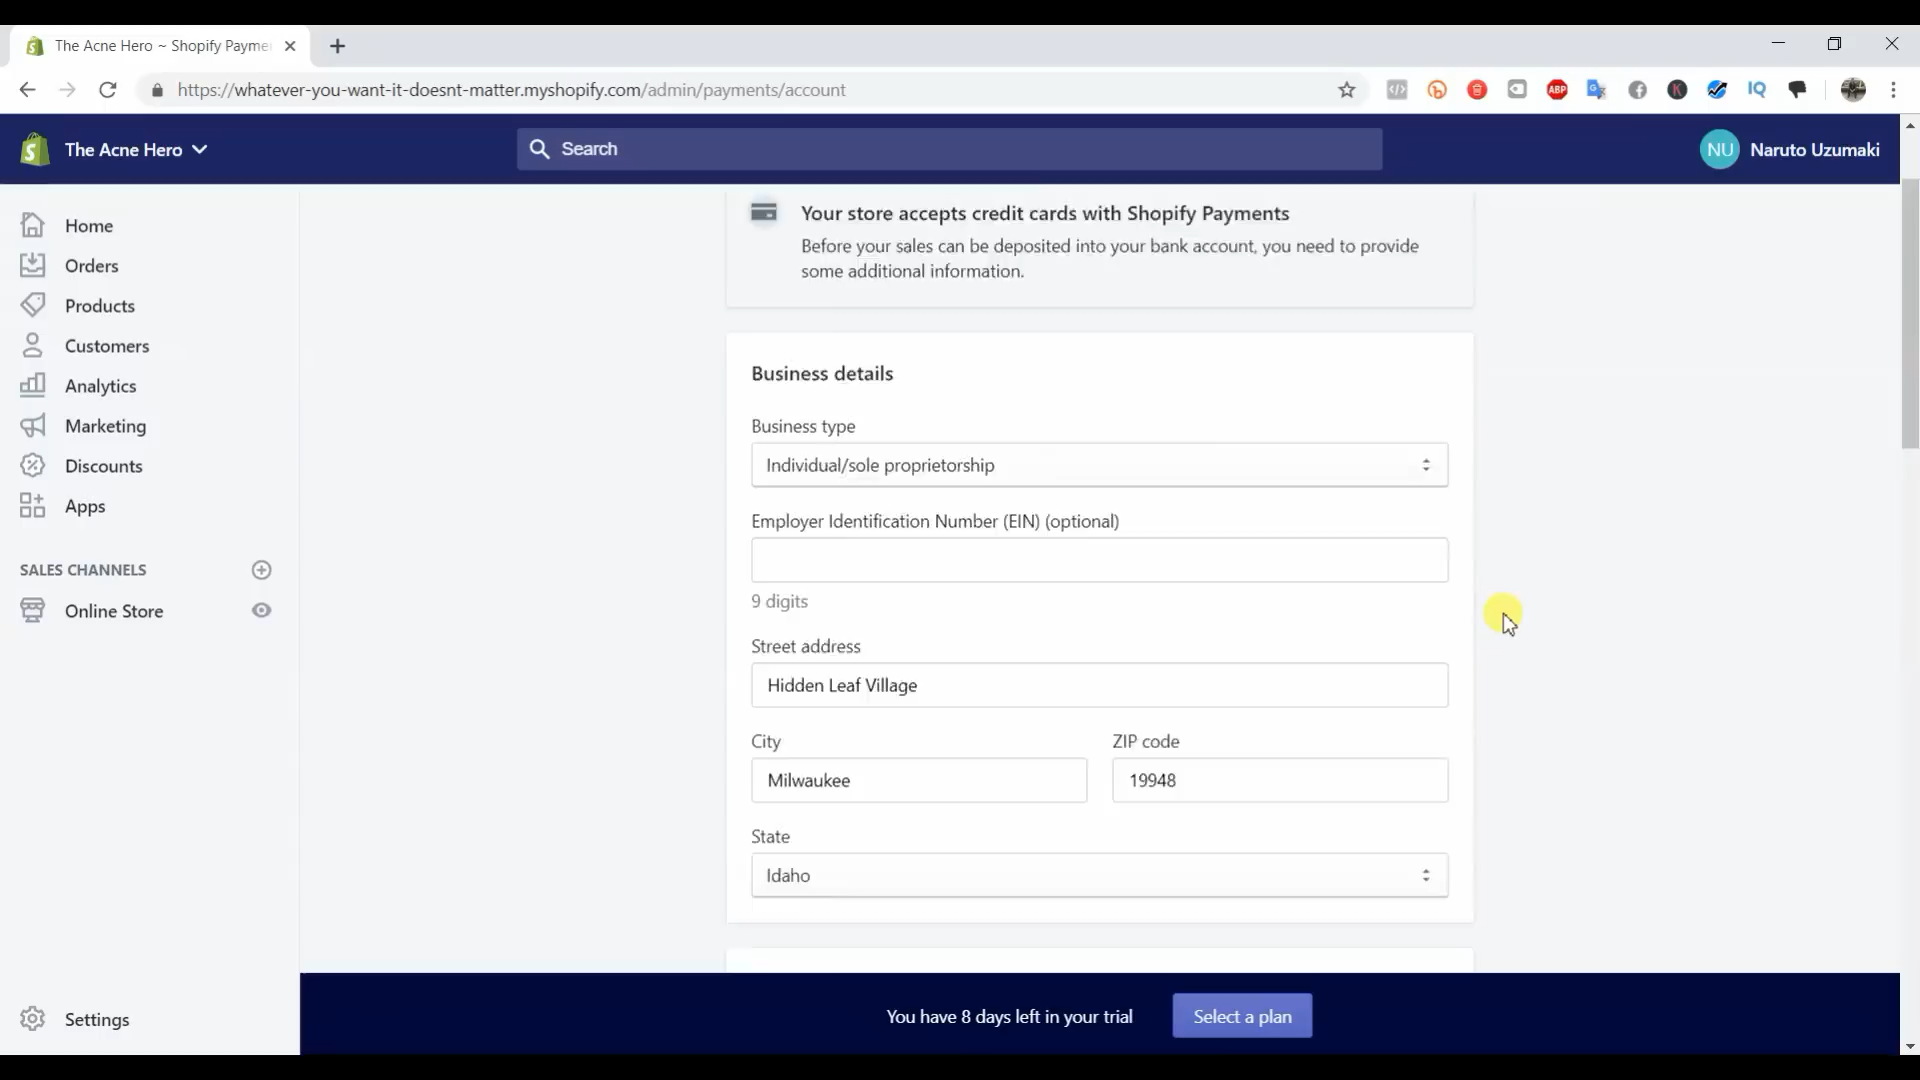 The Acne Hero ~ Shopify Payme
https://whatever-you-want-it-doesnt-matter.myshopify.com/admin/payments/account
ABP
IQ
The Acne Hero
Search
NU
Naruto Uzumaki
Home
Orders
Products
Customers
Analytics
Marketing
Discounts
Apps
SALES CHANNELS
Online Store
Settings
Your store accepts credit cards with Shopify Payments
Before your sales can be deposited into your bank account, you need to provide
some additional information.
Business details
Business type
Individual/sole proprietorship
Employer Identification Number (EIN) (optional)
9 digits
Street address
Hidden Leaf Village
City
ZIP code
Milwaukee
19948
State
Idaho
You have 8 days left in your trial
Select a plan